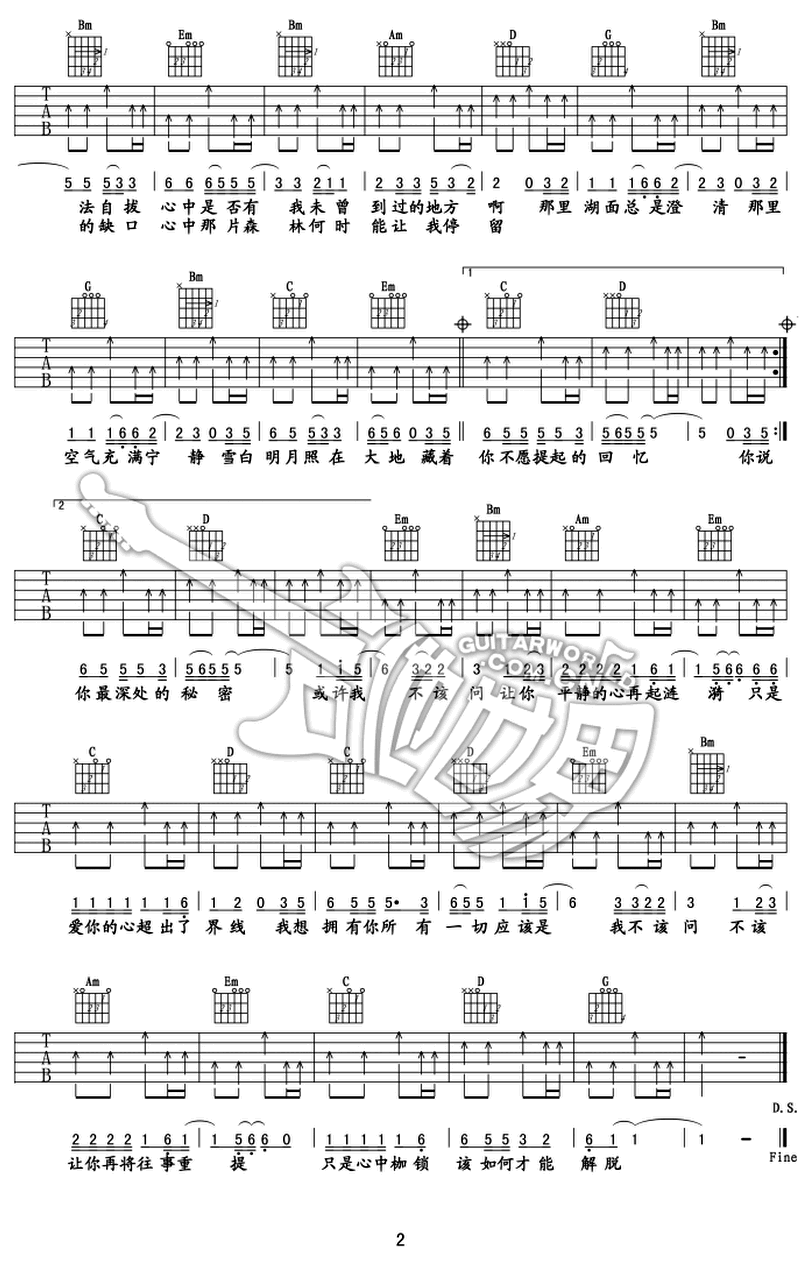 Bm Em Bm Am D G Bm
T A B
5 5 5 3 3 | 6 6 6 5 5 5 | 3 3 2 1 1 | 2 3 3 5 3 2 | 2 0 3 2 | 1 1 1 6 6 2 | 2 3 0 3 2
法自拔 心中是否有 我未曾 到过的地方 啊 那里 湖面总是澄 清 那里
的缺口 心中那片森 林何时 能让我停 留
1
G Bm C Em C D
T A B
1 1 1 6 6 2 | 2 3 0 3 5 | 6 5 5 3 3 | 6 5 6 0 3 5 || 6 5 5 5 3 5 | 5 6 5 5 5 | 5 0 3 5 :||
空气充满宁 静 雪白 明月照在 大地 藏着 你不愿提起的 回忆 你说
2
C D Em Bm Am Em
T A B
6 5 5 5 5 3 | 5 6 5 5 5 | 5 1 i 5 | 6 3 2 2 | 3 1 2 3 | 2 2 2 2 1 6 1 | 1 5 6 6 6 6
你最深处的 秘密 或许我 不该 问让你 平静的心再起涟 漪 只是
GUITARWORLD
.COM.CN
C D C D Em Bm
T A B
1 1 1 1 1 1 6 | 1 2 0 3 5 | 6 5 5 5 5• 3 | 6 5 5 1 i 5 | 6 3 3 2 2 | 3 1 2 3
爱你的心超出了 界线 我想 拥有你所有 一切应该是 我不该 问 不该
Am Em C D G
T A B
D.S.
2 2 2 2 1 6 1 | 1 5 6 6 0 | 1 1 1 1 1 6 | 6 5 5 3 2 | 6 1 1 | 1 —
让你再将往事重 提 只是心中枷锁 该如何才能 解脱
Fine
2